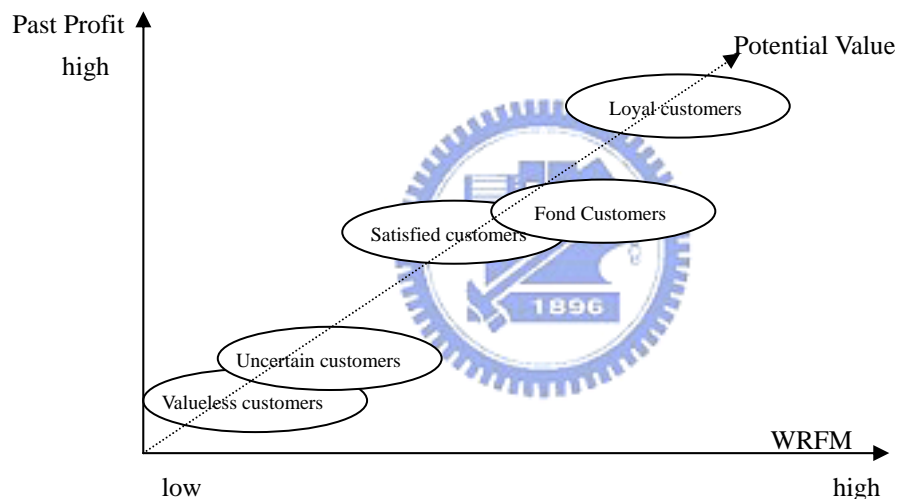 Past Profit
high
Potential Value
Loyal customers
Fond Customers
Satisfied customers
1896
Uncertain customers
Valueless customers
WRFM
low
high